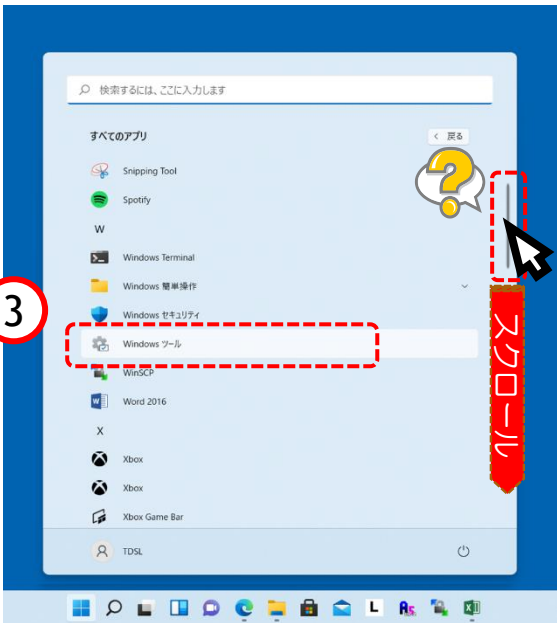 検索するには、ここに入力します
すべてのアプリ
< 戻る
Snipping Tool
?
Spotify
W
Windows Terminal
Windows 簡単操作
3
Windows セキュリティ
Windows ツール
スクロール
WinSCP
Word 2016
X
Xbox
Xbox
Xbox Game Bar
TDSL
L
As